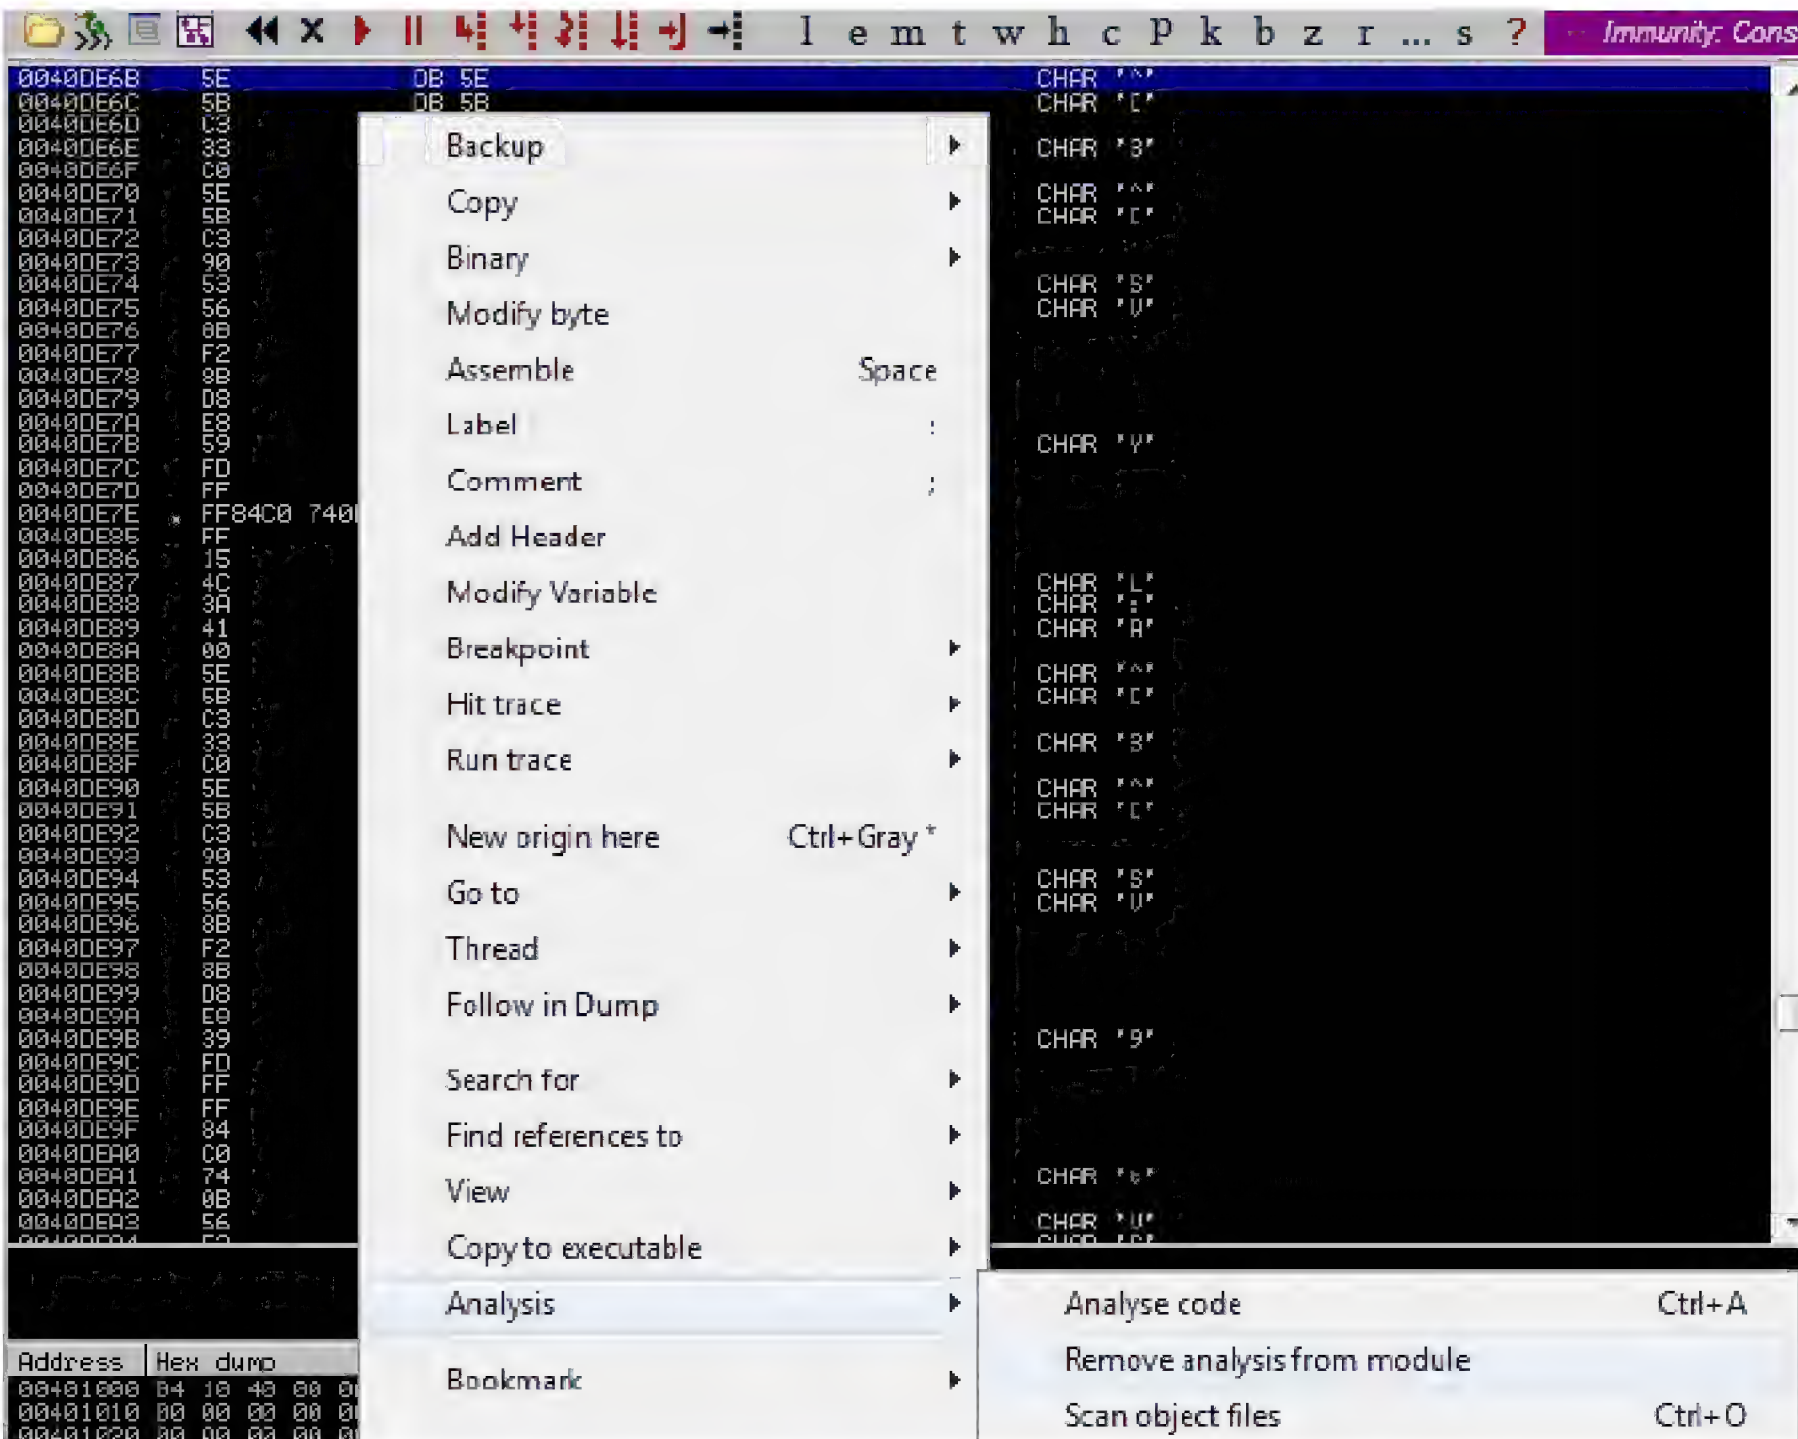 l e m t w h c P k b z r ... s ? Immunity: Cons
0040DE6B 5E DB 5E CHAR '^'
0040DE6C 5B DB 5B CHAR '['
0040DE6D C3
0040DE6E 33 CHAR '3'
0040DE6F C0
0040DE70 5E CHAR '^'
0040DE71 5B CHAR '['
0040DE72 C3
0040DE73 90
0040DE74 53 CHAR 'S'
0040DE75 56 CHAR 'V'
0040DE76 8B
0040DE77 F2
0040DE78 8B
0040DE79 D8
0040DE7A E8
0040DE7B 59 CHAR 'Y'
0040DE7C FD
0040DE7D FF
0040DE7E FF84C0 740
0040DE85 FF
0040DE86 15
0040DE87 4C CHAR 'L'
0040DE88 3A CHAR ':'
0040DE89 41 CHAR 'A'
0040DE8A 00
0040DE8B 5E CHAR '^'
0040DE8C 5B CHAR '['
0040DE8D C3
0040DE8E 33 CHAR '3'
0040DE8F C0
0040DE90 5E CHAR '^'
0040DE91 5B CHAR '['
0040DE92 C3
0040DE93 90
0040DE94 53 CHAR 'S'
0040DE95 56 CHAR 'V'
0040DE96 8B
0040DE97 F2
0040DE98 8B
0040DE99 D8
0040DE9A E8
0040DE9B 39 CHAR '9'
0040DE9C FD
0040DE9D FF
0040DE9E FF
0040DE9F 84
0040DEA0 C0
0040DEA1 74 CHAR 't'
0040DEA2 0B
0040DEA3 56 CHAR 'V'
Backup
Copy
Binary
Modify byte
Assemble Space
Label :
Comment ;
Add Header
Modify Variable
Breakpoint
Hit trace
Run trace
New origin here Ctrl+Gray *
Go to
Thread
Follow in Dump
Search for
Find references to
View
Copy to executable
Analysis
Bookmark
Analyse code Ctrl+A
Remove analysis from module
Scan object files Ctrl+O
Address Hex dump
00401000 B4 10 40 00
00401010 00 00 00 00
00401020 00 00 00 00